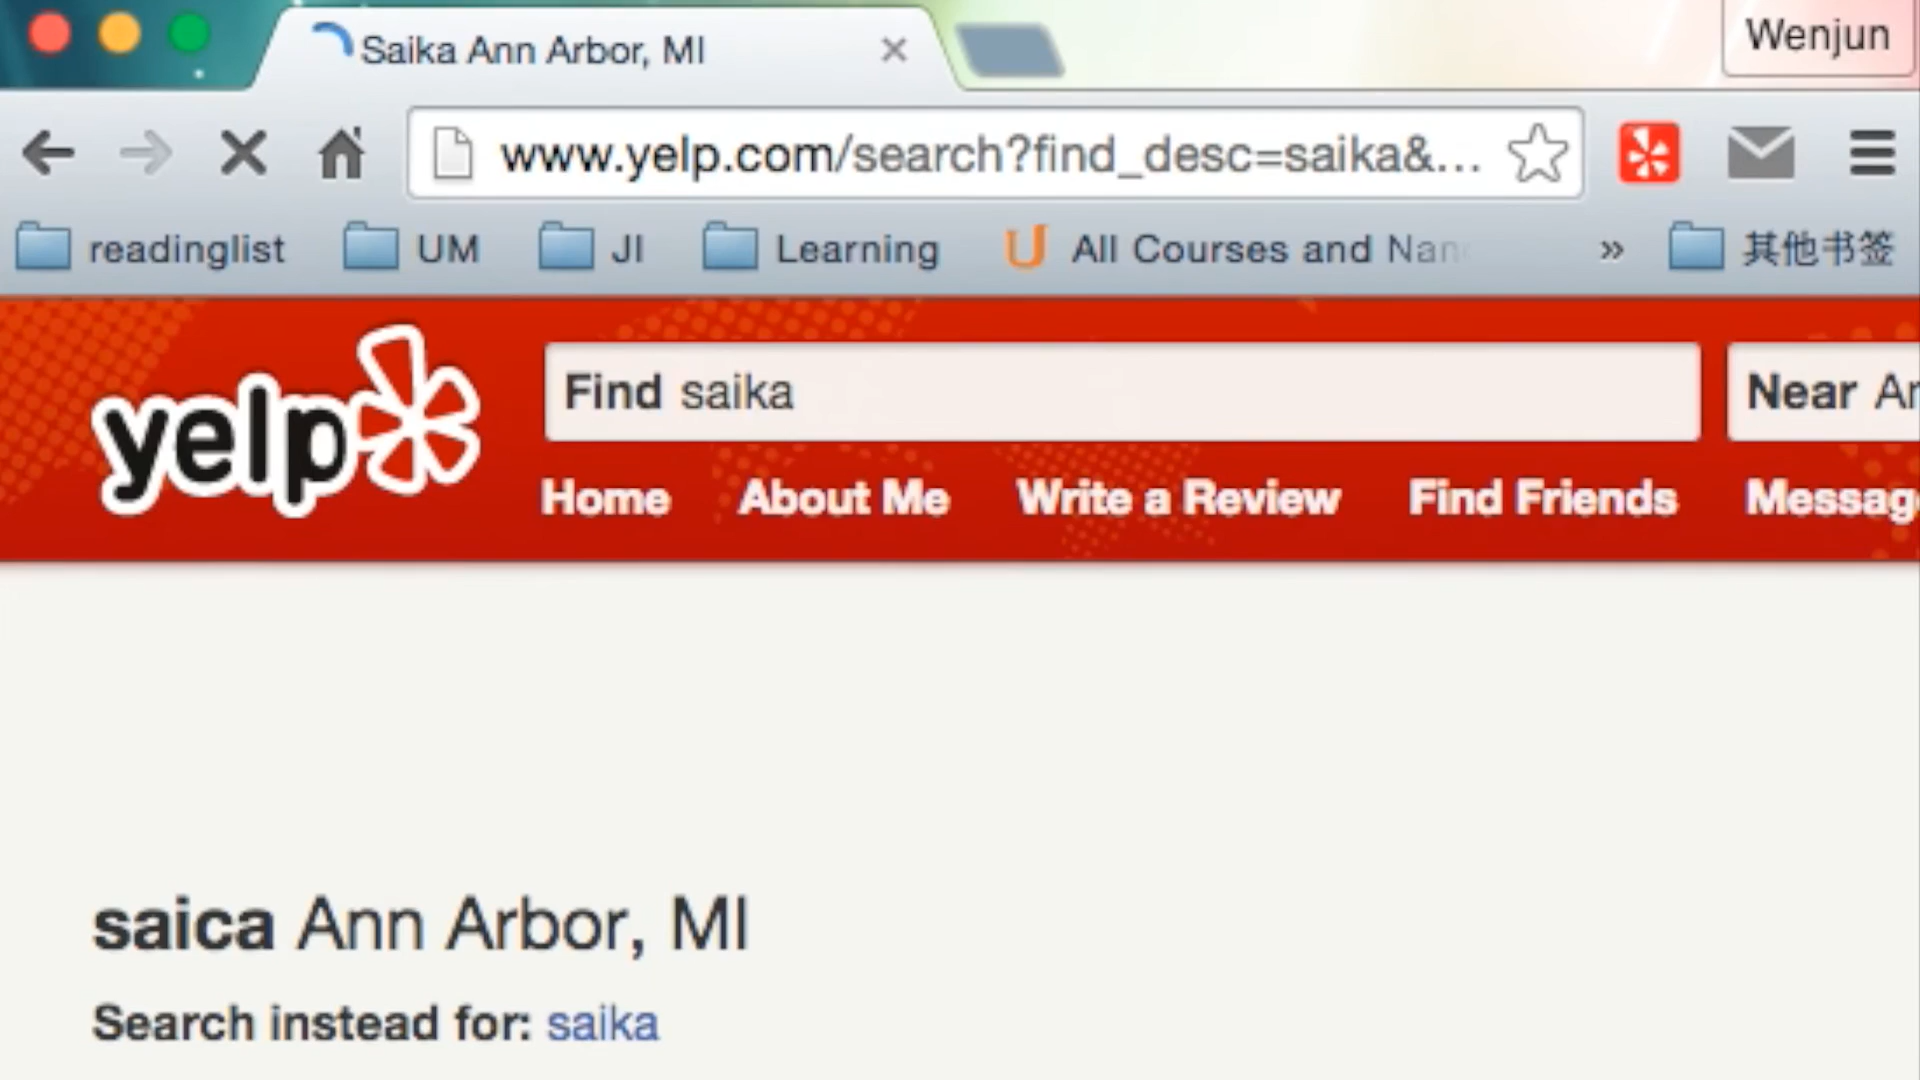 Saika Ann Arbor, MI
Wenjun
www.yelp.com/search?find_desc=saika&...
readinglist UM JI Learning All Courses and Nan » 其他书签
yelp
Find saika
Near Ar
Home About Me Write a Review Find Friends Message
saica Ann Arbor, MI
Search instead for: saika